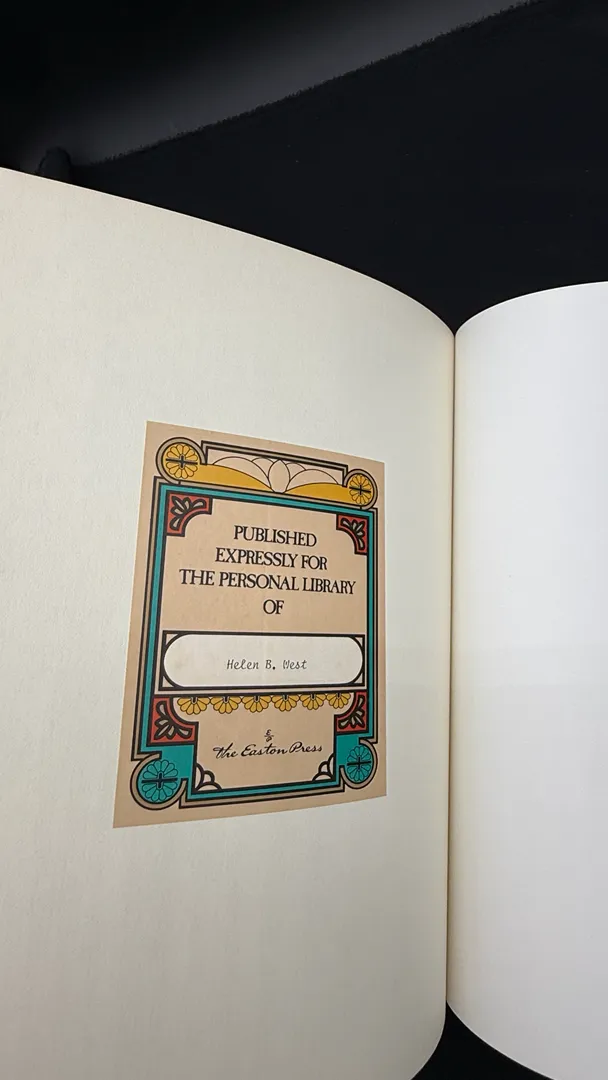 PUBLISHED
EXPRESSLY FOR
THE PERSONAL LIBRARY
OF
Helen B. West
The Easton Press